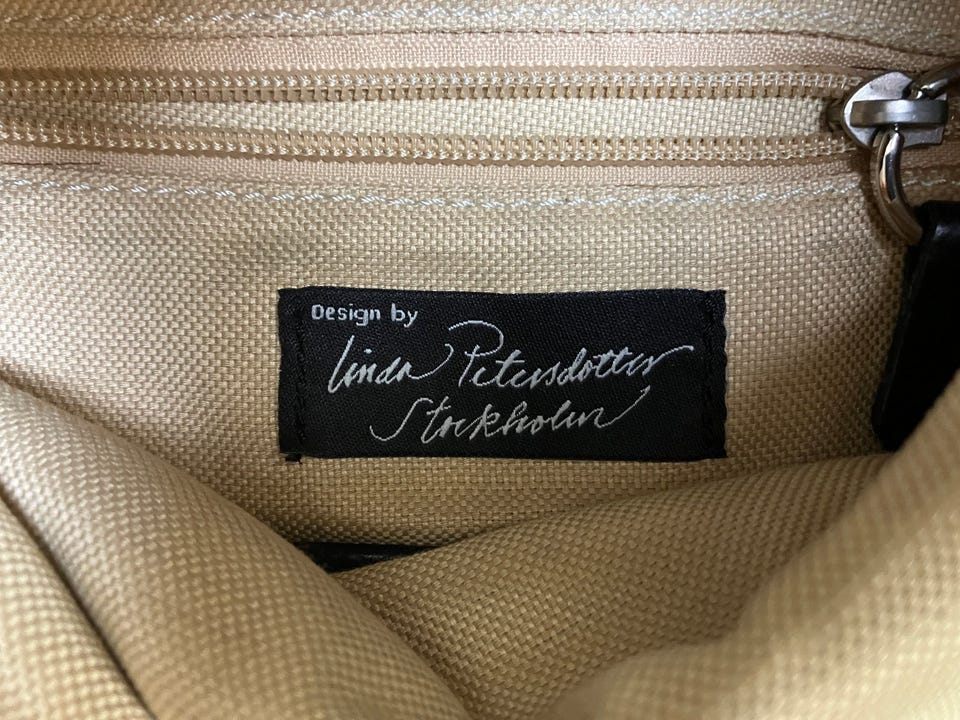 Design by
Linda Petersdotter
Stockholm